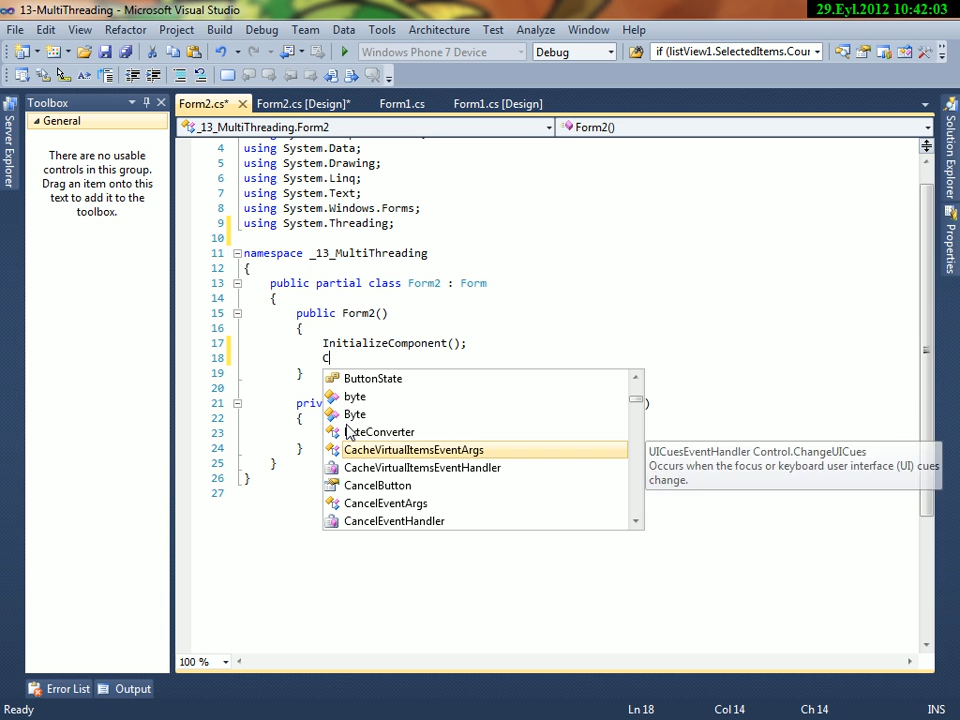 13-MultiThreading - Microsoft Visual Studio
29.Eyl.2012 10:42:03
File Edit View Refactor Project Build Debug Team Data Tools Architecture Test Analyze Window Help
Windows Phone 7 Device Debug if (listView1.SelectedItems.Cour
Toolbox
Form2.cs* Form2.cs [Design]* Form1.cs Form1.cs [Design]
General
_13_MultiThreading.Form2 Form2()
Server Explorer
Solution Explorer
Properties
There are no usable
controls in this group.
Drag an item onto this
text to add it to the
toolbox.
4 using System.Data;
5 using System.Drawing;
6 using System.Linq;
7 using System.Text;
8 using System.Windows.Forms;
9 using System.Threading;
10
11 namespace _13_MultiThreading
12 {
13 public partial class Form2 : Form
14 {
15 public Form2()
16 {
17 InitializeComponent();
18 C
19 }
20
21 priv )
22 {
23
24 }
25 }
26 }
27
ButtonState
byte
Byte
CacheVirtualItemsEventArgs
CacheVirtualItemsEventHandler
CancelButton
CancelEventArgs
CancelEventHandler
UICuesEventHandler Control.ChangeUICues
Occurs when the focus or keyboard user interface (UI) cues
change.
100 %
Error List Output
Ready Ln 18 Col 14 Ch 14 INS